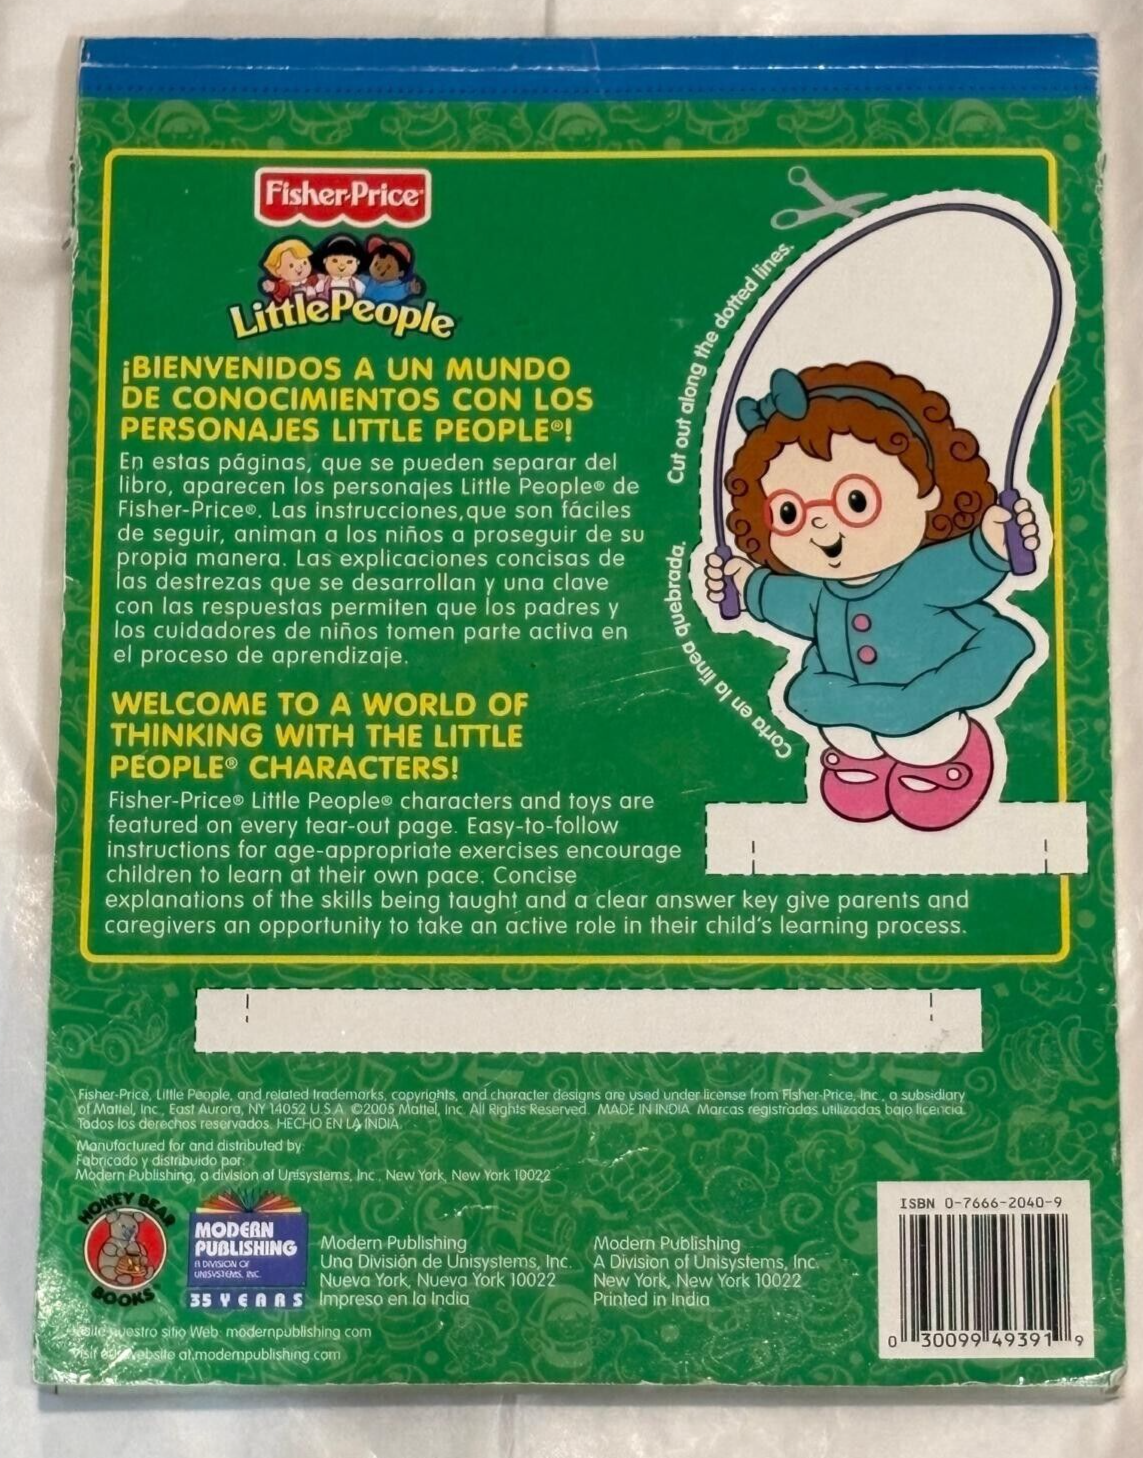 Fisher-Price
Little People
¡BIENVENIDOS A UN MUNDO
DE CONOCIMIENTOS CON LOS
PERSONAJES LITTLE PEOPLE®!
En estas páginas, que se pueden separar del
libro, aparecen los personajes Little People® de
Fisher-Price®. Las instrucciones,que son fáciles
de seguir, animan a los niños a proseguir de su
propia manera. Las explicaciones concisas de
las destrezas que se desarrollan y una clave
con las respuestas permiten que los padres y
los cuidadores de niños tomen parte activa en
el proceso de aprendizaje.
WELCOME TO A WORLD OF
THINKING WITH THE LITTLE
PEOPLE® CHARACTERS!
Fisher-Price® Little People® characters and toys are
featured on every tear-out page. Easy-to-follow
instructions for age-appropriate exercises encourage
children to learn at their own pace. Concise
explanations of the skills being taught and a clear answer key give parents and
caregivers an opportunity to take an active role in their child's learning process.
Cut out along the dotted lines.
Corta en la línea quebrada.
Fisher-Price, Little People, and related trademarks, copyrights, and character designs are used under license from Fisher-Price, Inc., a subsidiary
of Mattel, Inc., East Aurora, NY 14052 U.S.A. ©2005 Mattel, Inc. All Rights Reserved. MADE IN INDIA. Marcas registradas utilizadas bajo licencia.
Todos los derechos reservados. HECHO EN LA INDIA.
Manufactured for and distributed by:
Fabricado y distribuido por:
Modern Publishing, a division of Unisystems, Inc., New York, New York 10022
HONEY BEAR
BOOKS
MODERN
PUBLISHING
A DIVISION OF
UNISYSTEMS, INC.
35 YEARS
Modern Publishing
Una División de Unisystems, Inc.
Nueva York, Nueva York 10022
Impreso en la India
Modern Publishing
A Division of Unisystems, Inc.
New York, New York 10022
Printed in India
nuestro sitio Web: modernpublishing.com
Visit our website at modernpublishing.com
ISBN 0-7666-2040-9
0 30099 49391 9